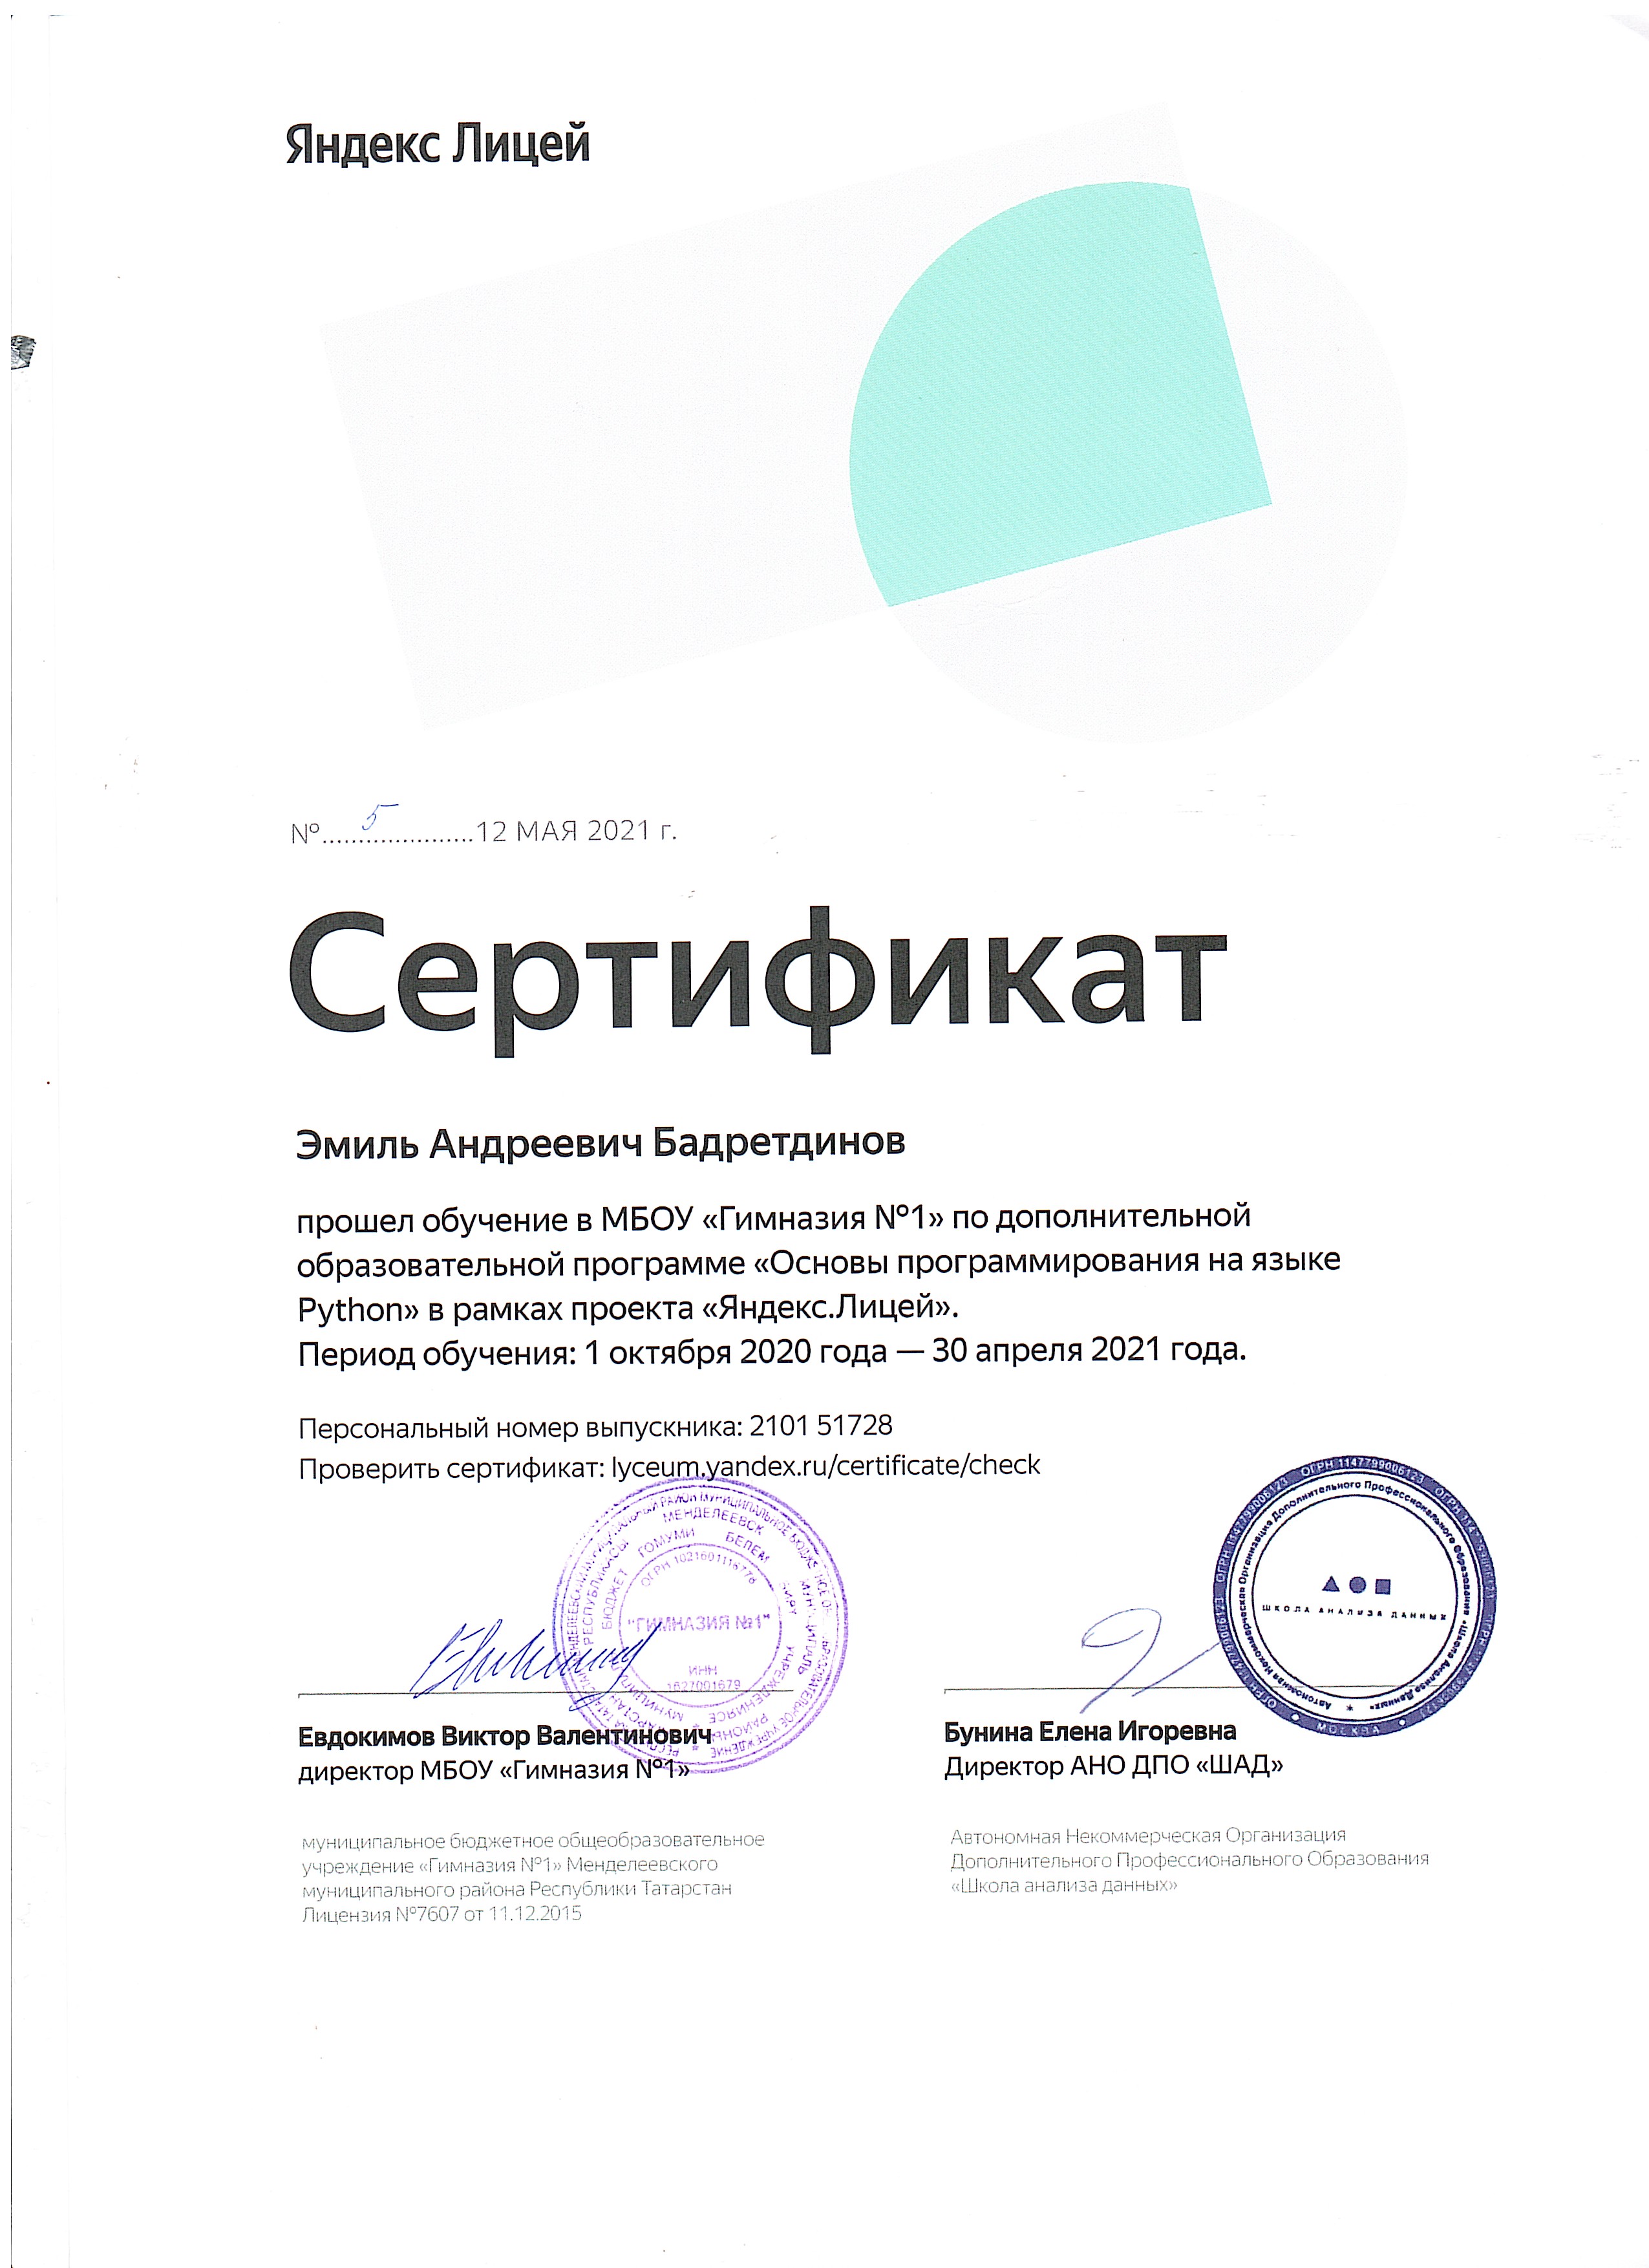 Яндекс Лицей
№ 5 12 МАЯ 2021 г.
Сертификат
Эмиль Андреевич Бадретдинов
прошел обучение в МБОУ «Гимназия №1» по дополнительной
образовательной программе «Основы программирования на языке
Python» в рамках проекта «Яндекс.Лицей».
Период обучения: 1 октября 2020 года — 30 апреля 2021 года.
Персональный номер выпускника: 2101 51728
Проверить сертификат: lyceum.yandex.ru/certificate/check
МЕНДЕЛЕЕВСК
ГОМУМИ БЕЛЕМ
БЮДЖЕТ
"ГИМНАЗИЯ №1"
ИНН
1627001679
ОГРН 1147799006123
Автономная Некоммерческая Организация Дополнительного Профессионального Образования «Школа Анализа Данных»
ШКОЛА АНАЛИЗА ДАННЫХ
МОСКВА
Евдокимов Виктор Валентинович
директор МБОУ «Гимназия №1»
Бунина Елена Игоревна
Директор АНО ДПО «ШАД»
муниципальное бюджетное общеобразовательное
учреждение «Гимназия №1» Менделеевского
муниципального района Республики Татарстан
Лицензия №7607 от 11.12.2015
Автономная Некоммерческая Организация
Дополнительного Профессионального Образования
«Школа анализа данных»